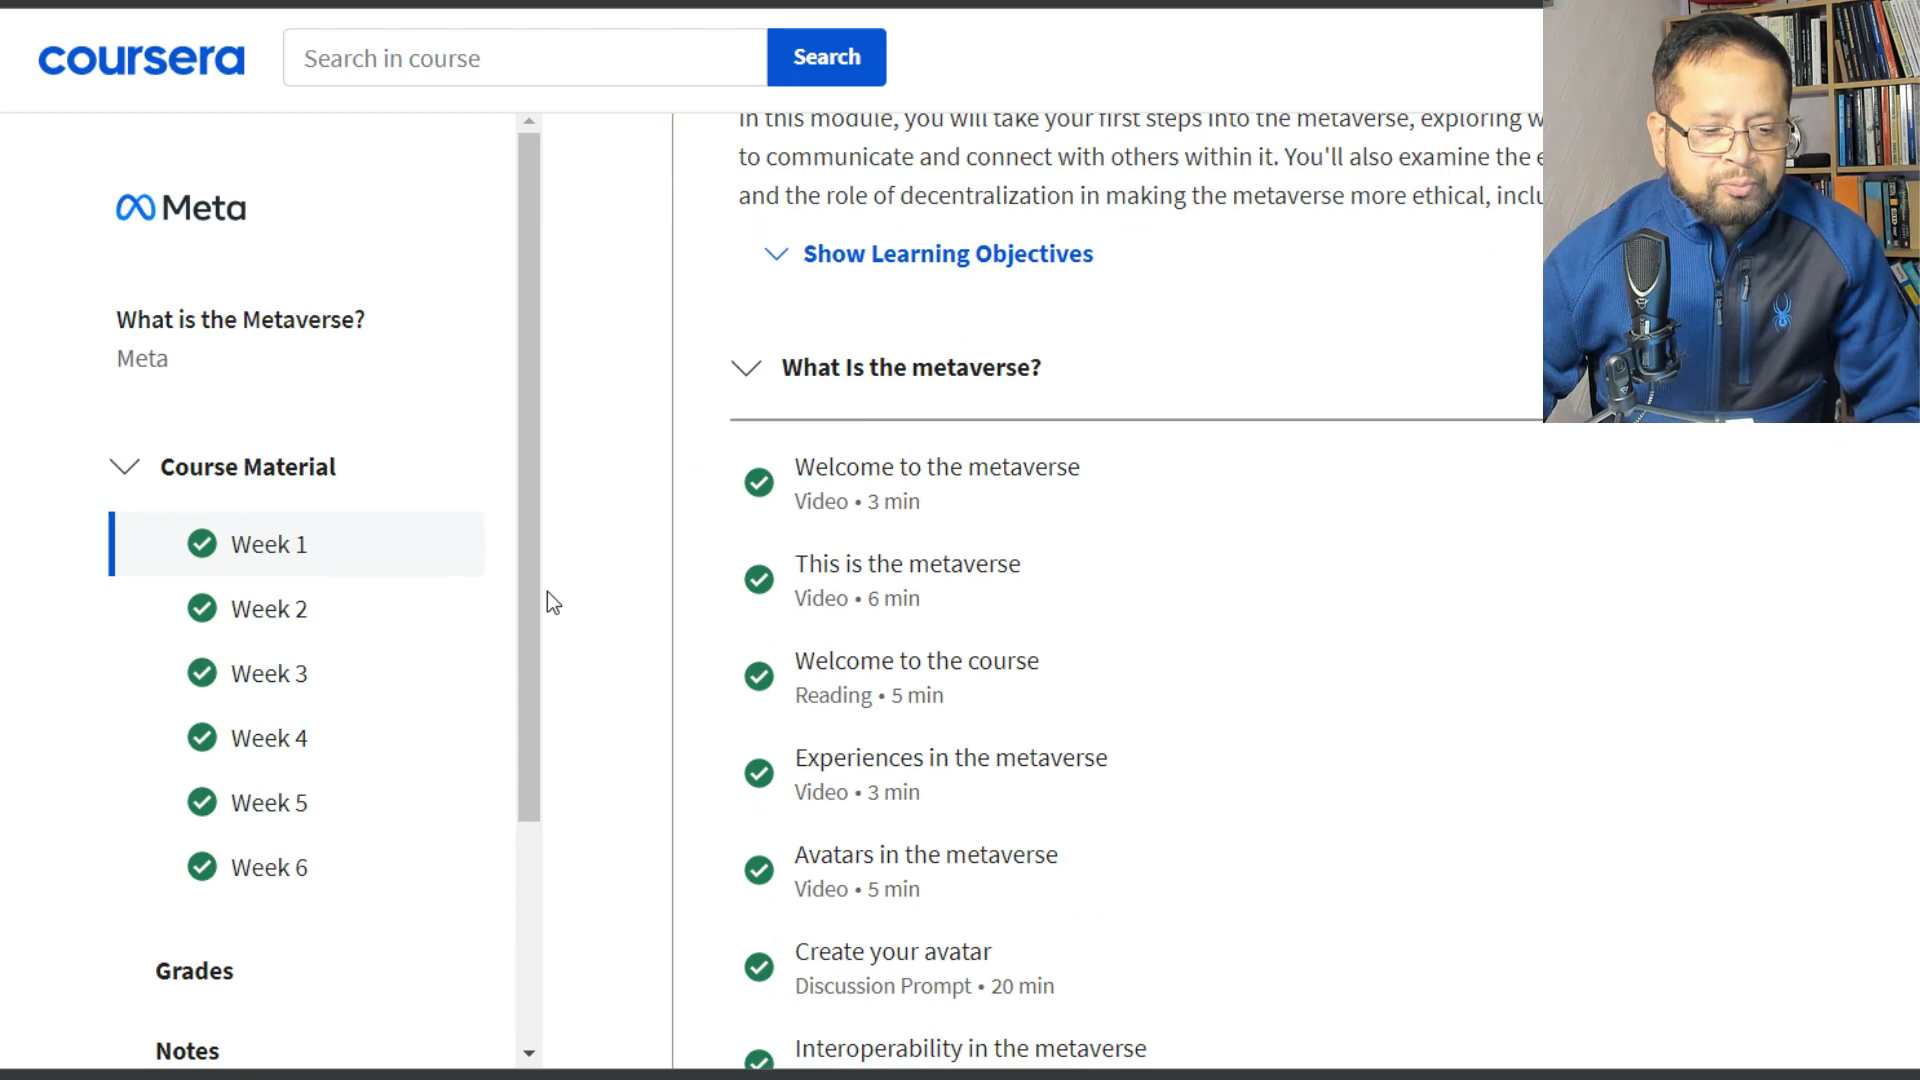 coursera
Search in course
Search
Meta
What is the Metaverse?
Meta
Course Material
Week 1
Week 2
Week 3
Week 4
Week 5
Week 6
Grades
Notes
In this module, you will take your first steps into the metaverse, exploring w
to communicate and connect with others within it. You'll also examine the e
and the role of decentralization in making the metaverse more ethical, inclu
Show Learning Objectives
What Is the metaverse?
Welcome to the metaverse
Video • 3 min
This is the metaverse
Video • 6 min
Welcome to the course
Reading • 5 min
Experiences in the metaverse
Video • 3 min
Avatars in the metaverse
Video • 5 min
Create your avatar
Discussion Prompt • 20 min
Interoperability in the metaverse